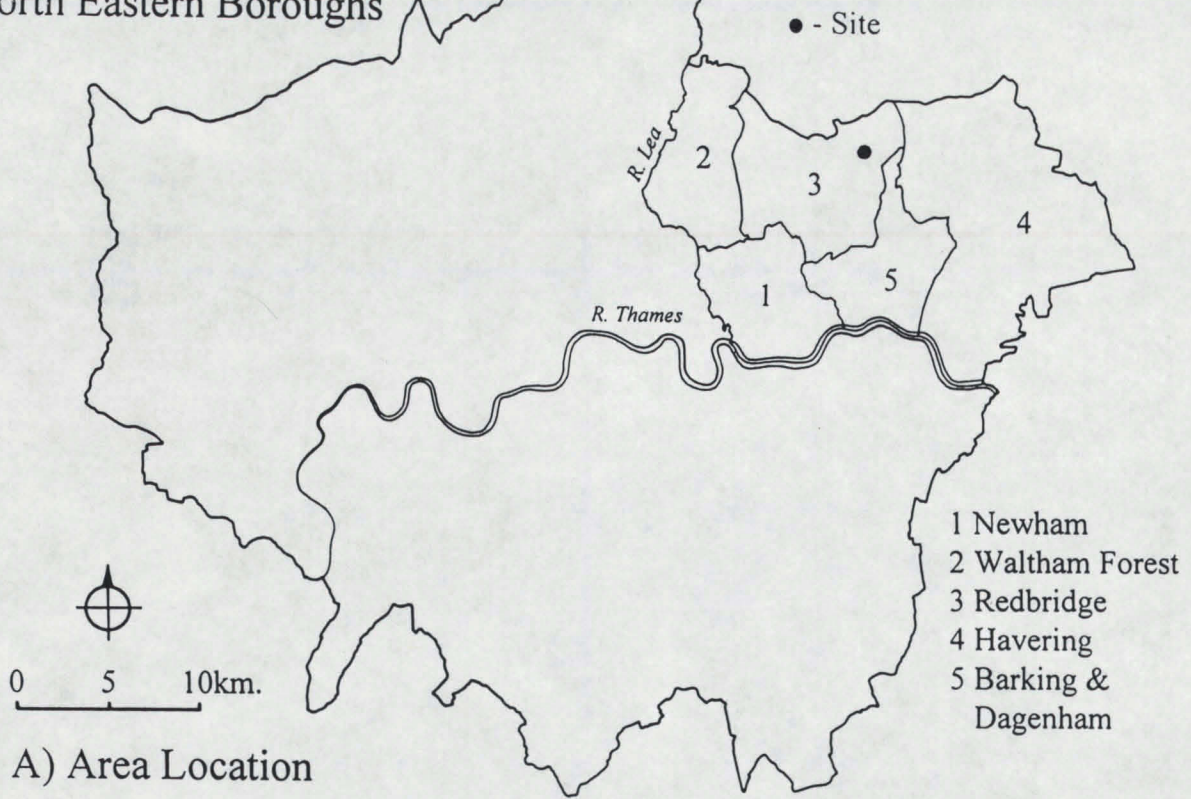 Eastern Boroughs
● - Site
R. Lea
2
3
4
1
5
R. Thames
1 Newham
2 Waltham Forest
3 Redbridge
4 Havering
5 Barking &
Dagenham
0 5 10km.
A) Area Location